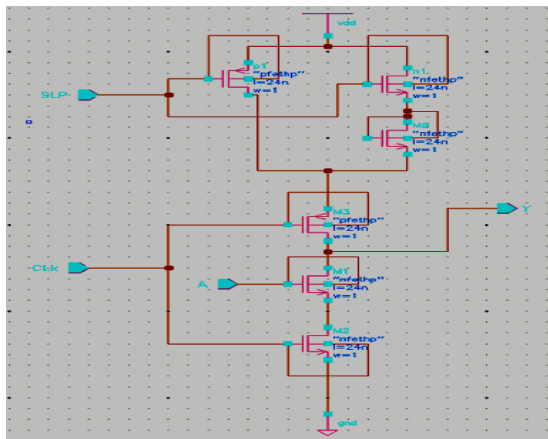 vdd
p1
"pfethp"
l=24n
w=1
n1
"nfethp"
l=24n
w=1
SLP
"nfethp"
l=24n
w=1
M3
"pfethp"
l=24n
w=1
Y
CLk
A
M1
"nfethp"
l=24n
w=1
M2
"nfethp"
l=24n
w=1
gnd